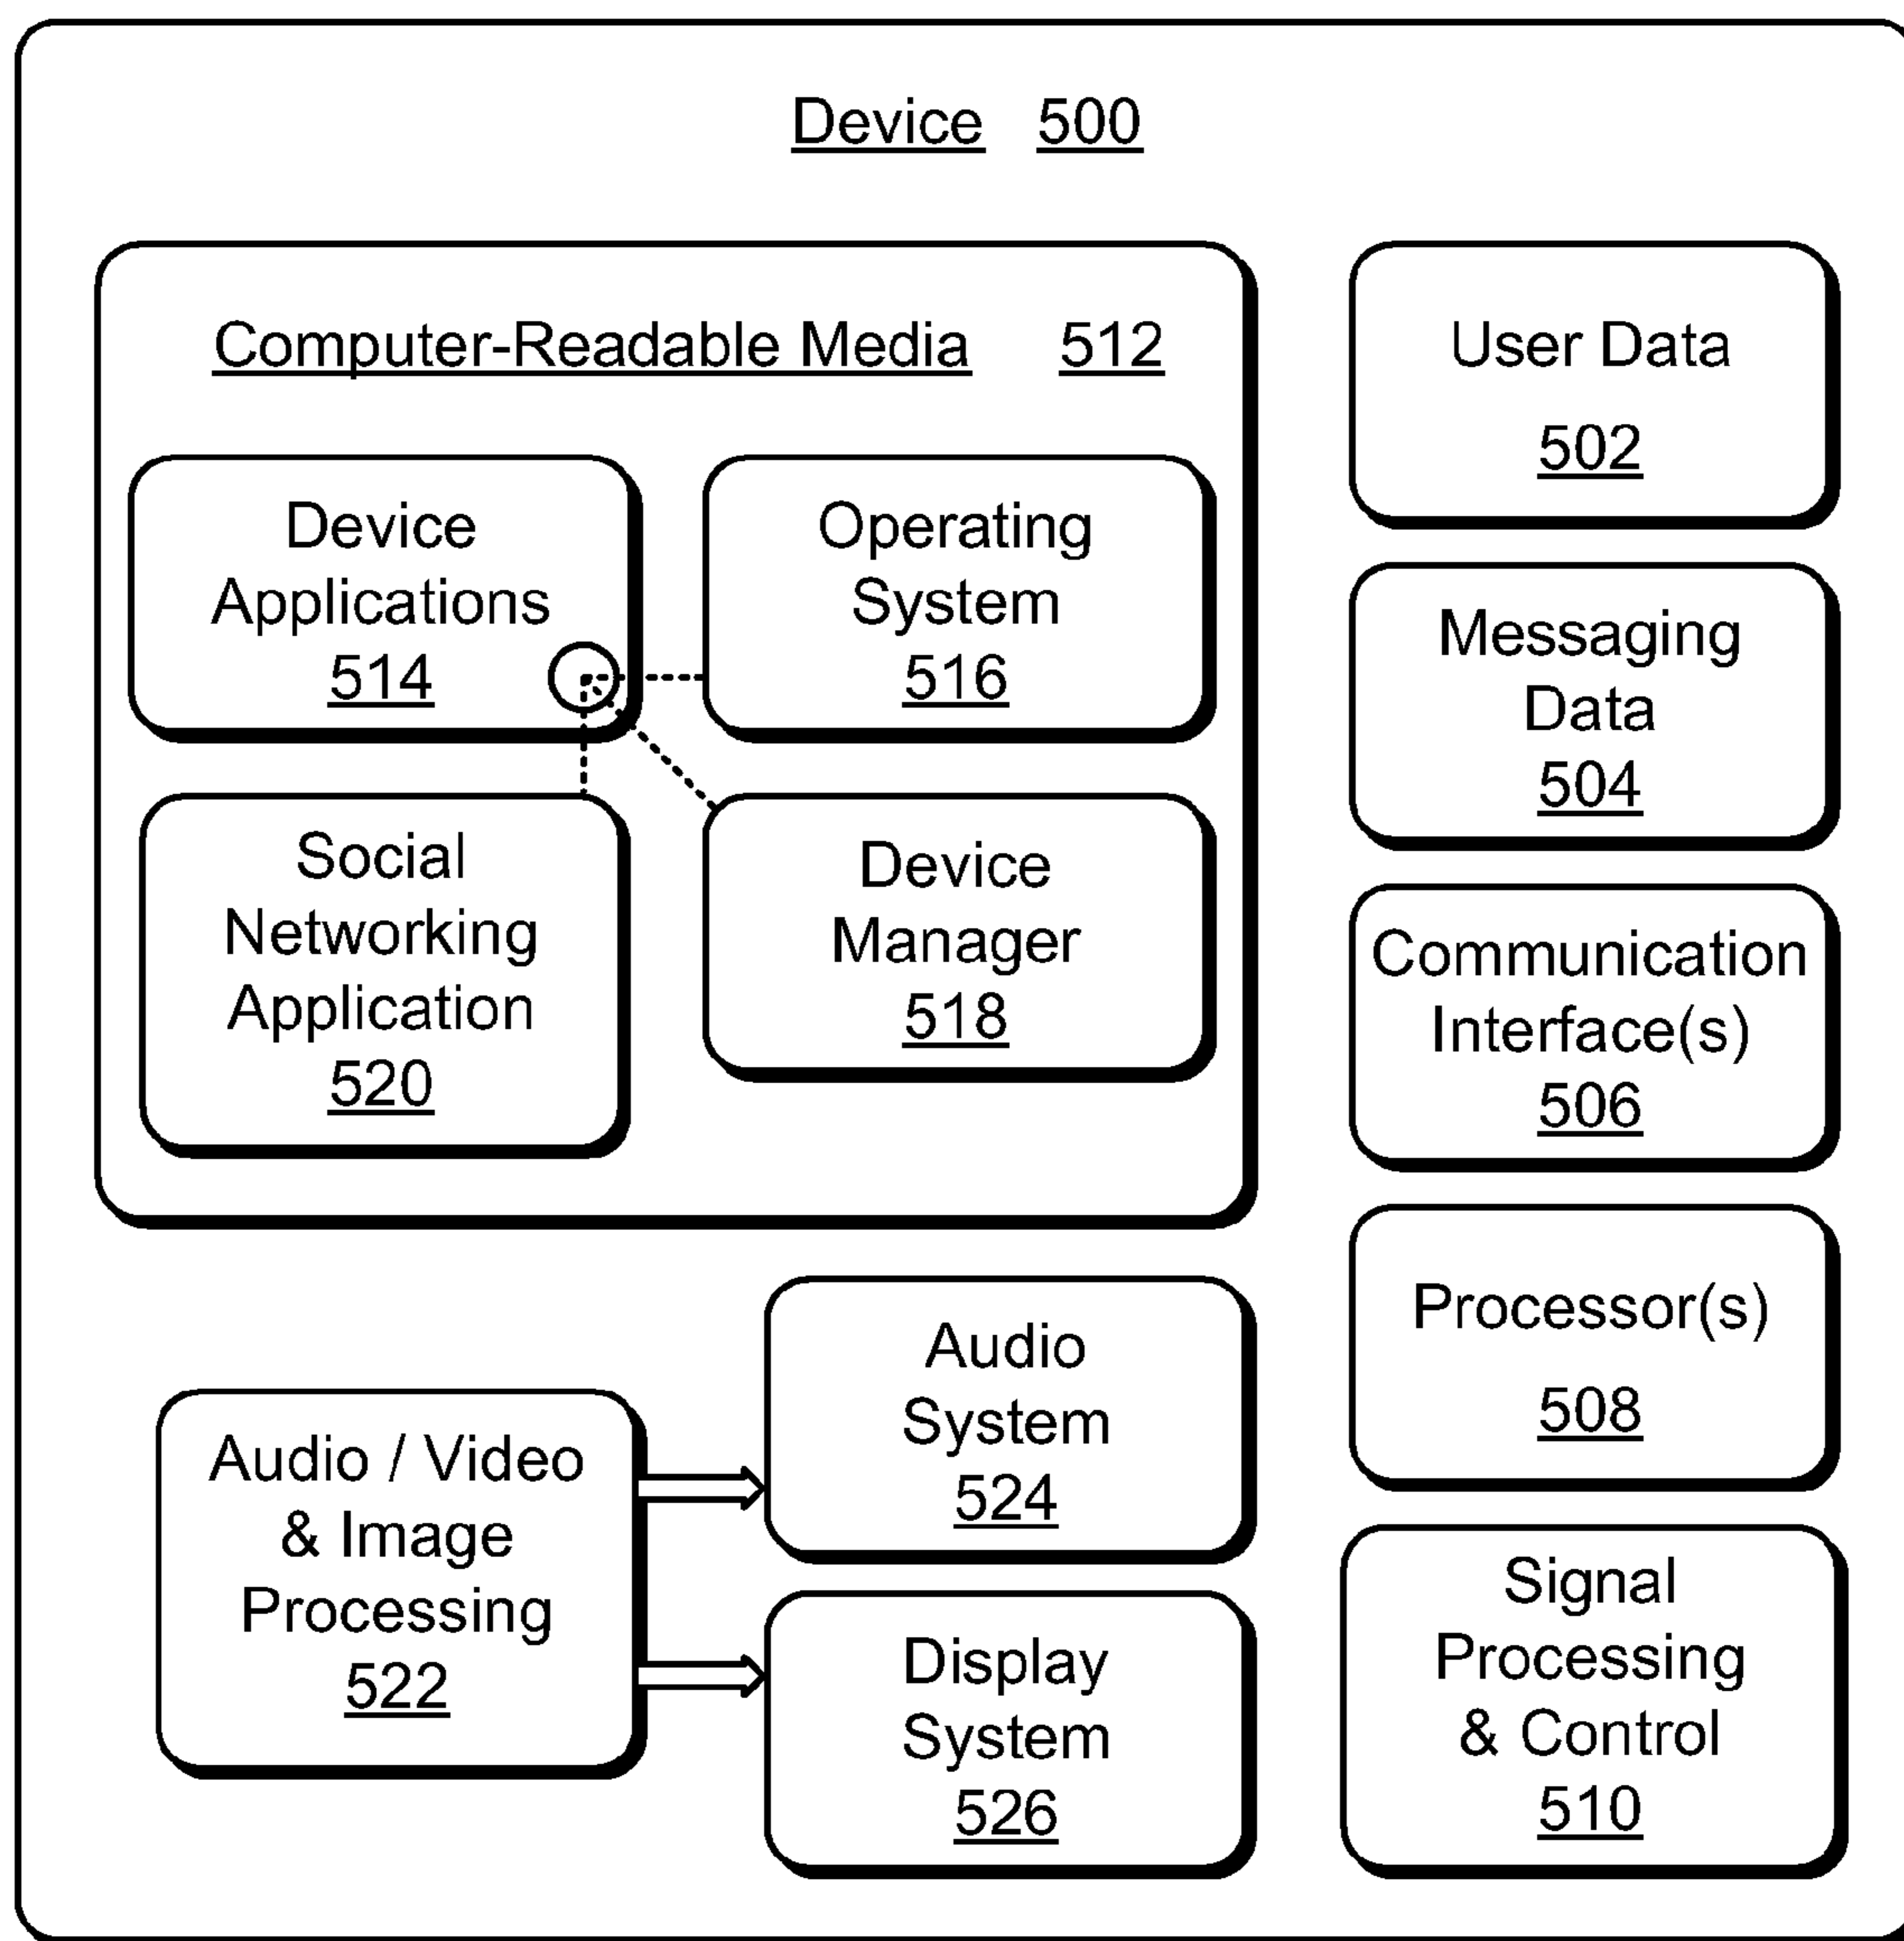 Device 500
Computer-Readable Media 512
Device
Applications
514
Operating
System
516
Social
Networking
Application
520
Device
Manager
518
Audio / Video
& Image
Processing
522
Audio
System
524
Display
System
526
User Data
502
Messaging
Data
504
Communication
Interface(s)
506
Processor(s)
508
Signal
Processing
& Control
510